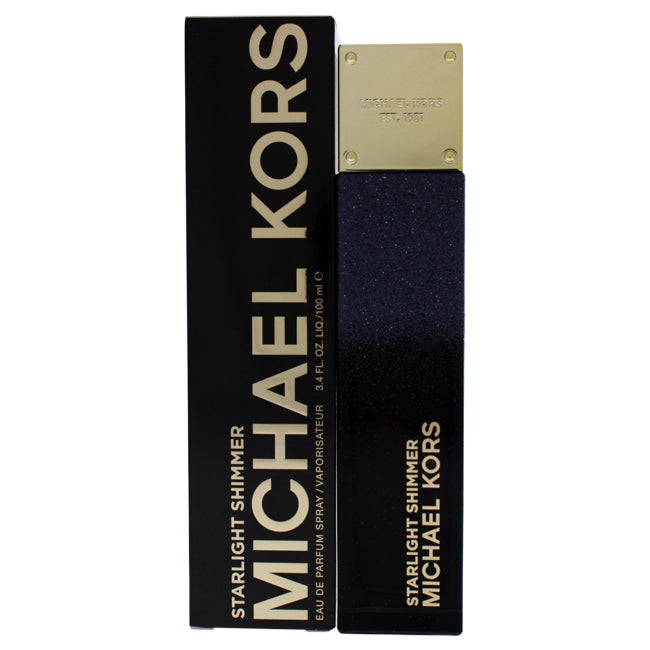 STARLIGHT SHIMMER
MICHAEL KORS
EAU DE PARFUM SPRAY / VAPORISATEUR 3.4 FL. OZ. LIQ./100 ml ℮
MICHAEL KORS
EST. 1981
STARLIGHT SHIMMER
MICHAEL KORS